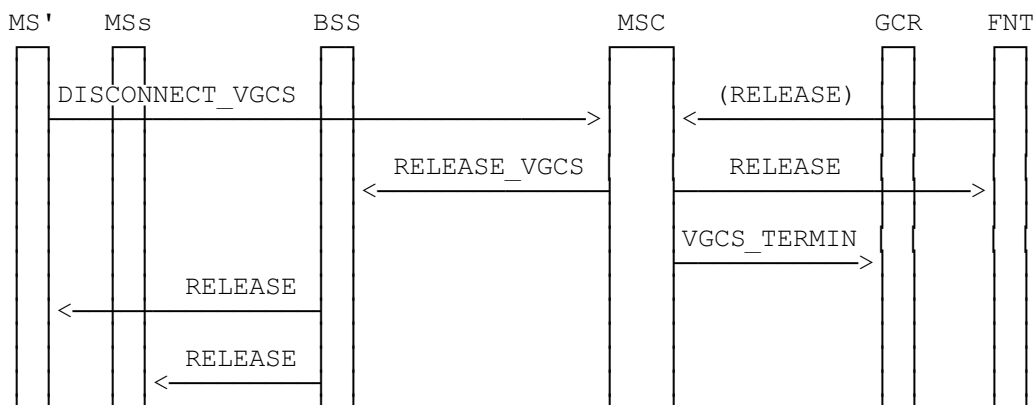 MS' MSs BSS MSC GCR FNT
DISCONNECT_VGCS (RELEASE)
RELEASE_VGCS RELEASE
VGCS_TERMIN
RELEASE
RELEASE